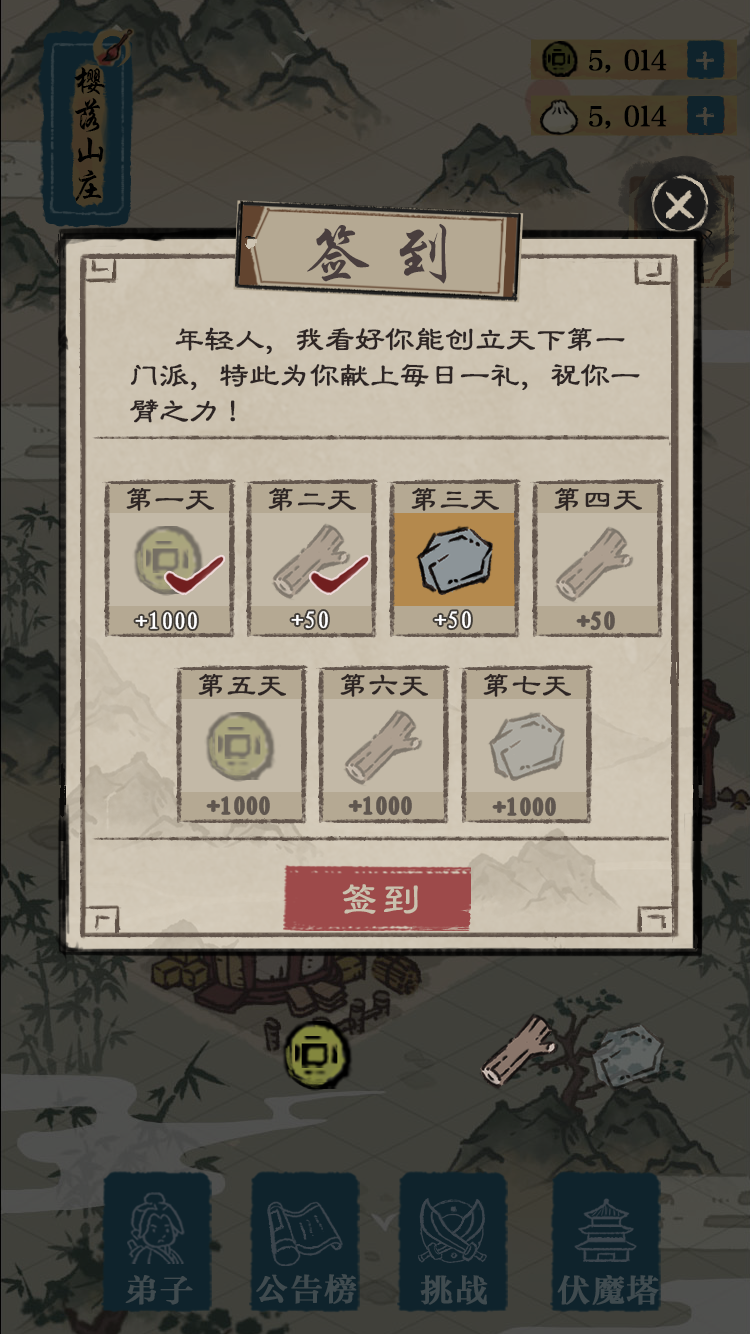 樱落山庄
5, 014
5, 014
签到
年轻人, 我看好你能创立天下第一
门派, 特此为你献上每日一礼, 祝你一
臂之力!
第一天
+1000
第二天
+50
第三天
+50
第四天
+50
第五天
+1000
第六天
+1000
第七天
+1000
签到
弟子
公告榜
挑战
伏魔塔